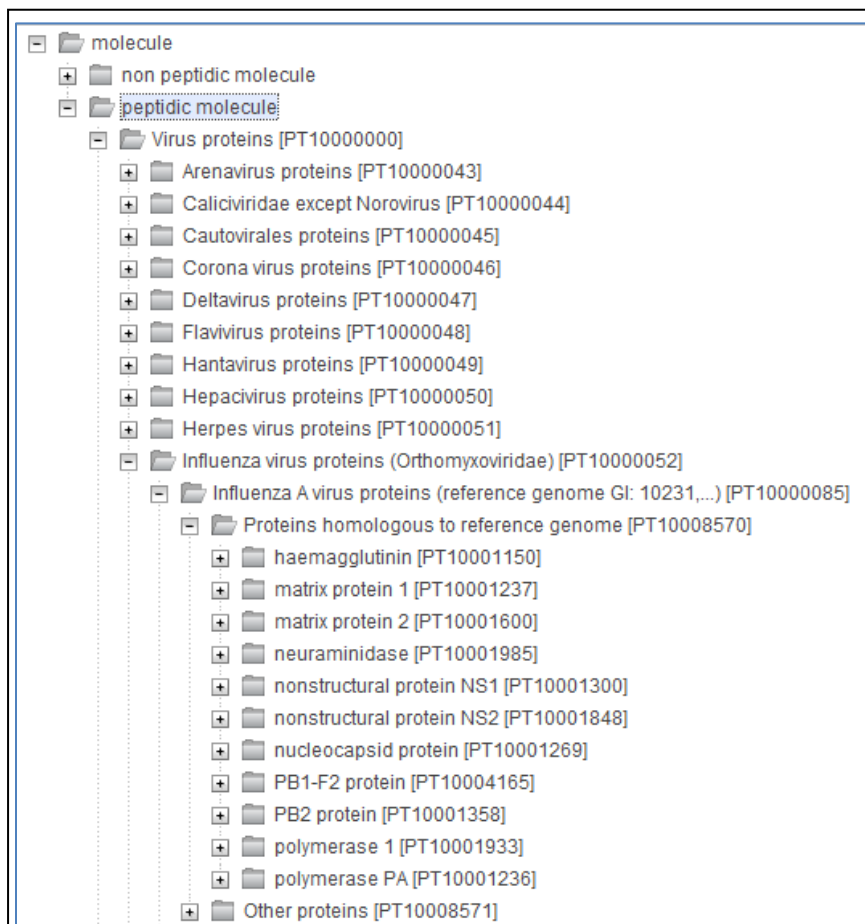 molecule
non peptidic molecule
peptidic molecule
Virus proteins [PT10000000]
Arenavirus proteins [PT10000043]
Caliciviridae except Norovirus [PT10000044]
Cautovirales proteins [PT10000045]
Corona virus proteins [PT10000046]
Deltavirus proteins [PT10000047]
Flavivirus proteins [PT10000048]
Hantavirus proteins [PT10000049]
Hepacivirus proteins [PT10000050]
Herpes virus proteins [PT10000051]
Influenza virus proteins (Orthomyxoviridae) [PT10000052]
Influenza A virus proteins (reference genome GI: 10231,...) [PT10000085]
Proteins homologous to reference genome [PT10008570]
haemagglutinin [PT10001150]
matrix protein 1 [PT10001237]
matrix protein 2 [PT10001600]
neuraminidase [PT10001985]
nonstructural protein NS1 [PT10001300]
nonstructural protein NS2 [PT10001848]
nucleocapsid protein [PT10001269]
PB1-F2 protein [PT10004165]
PB2 protein [PT10001358]
polymerase 1 [PT10001933]
polymerase PA [PT10001236]
Other proteins [PT10008571]